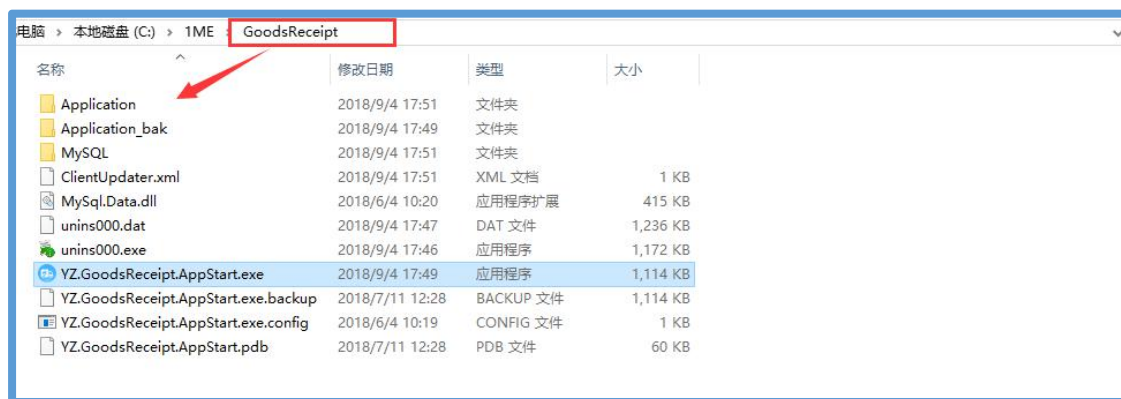 电脑 › 本地磁盘 (C:) › 1ME › GoodsReceipt
名称 修改日期 类型 大小
Application 2018/9/4 17:51 文件夹
Application_bak 2018/9/4 17:49 文件夹
MySQL 2018/9/4 17:51 文件夹
ClientUpdater.xml 2018/9/4 17:51 XML 文档 1 KB
MySql.Data.dll 2018/6/4 10:20 应用程序扩展 415 KB
unins000.dat 2018/9/4 17:47 DAT 文件 1,236 KB
unins000.exe 2018/9/4 17:46 应用程序 1,172 KB
YZ.GoodsReceipt.AppStart.exe 2018/9/4 17:49 应用程序 1,114 KB
YZ.GoodsReceipt.AppStart.exe.backup 2018/7/11 12:28 BACKUP 文件 1,114 KB
YZ.GoodsReceipt.AppStart.exe.config 2018/6/4 10:19 CONFIG 文件 1 KB
YZ.GoodsReceipt.AppStart.pdb 2018/7/11 12:28 PDB 文件 60 KB